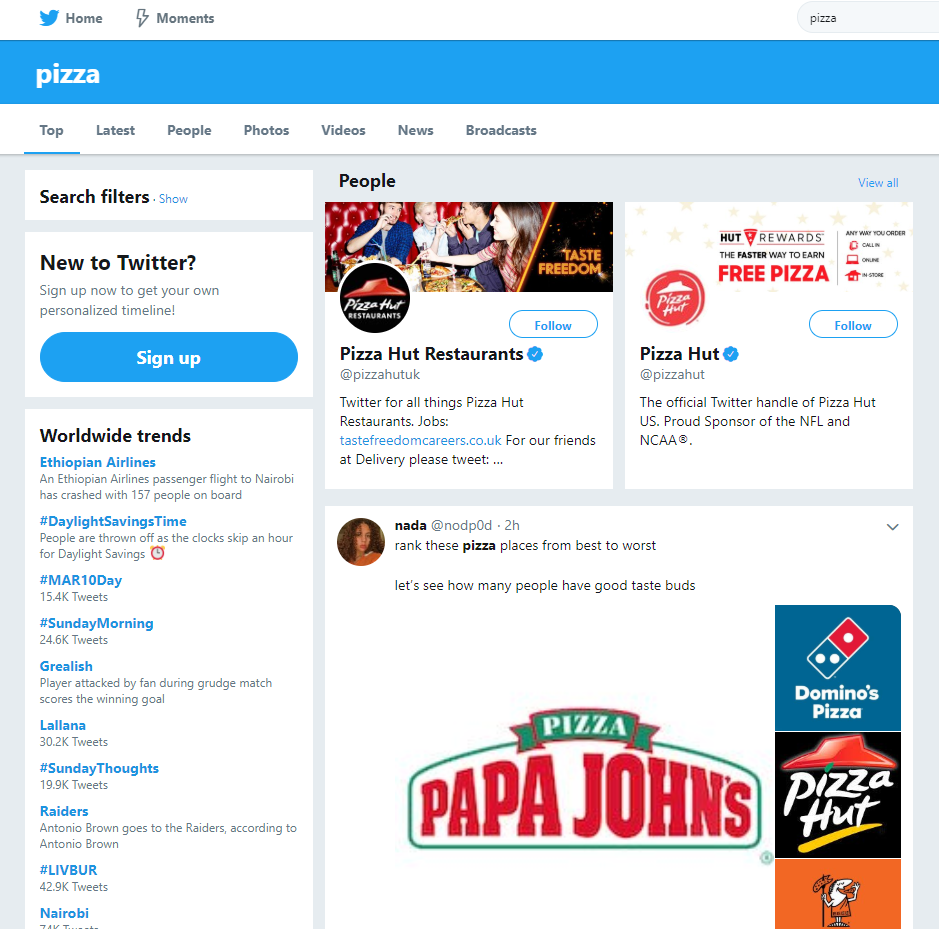 Home
Moments
pizza
pizza
Top
Latest
People
Photos
Videos
News
Broadcasts
Search filters · Show
New to Twitter?
Sign up now to get your own
personalized timeline!
Sign up
Worldwide trends
Ethiopian Airlines
An Ethiopian Airlines passenger flight to Nairobi
has crashed with 157 people on board
#DaylightSavingsTime
People are thrown off as the clocks skip an hour
for Daylight Savings ⏰
#MAR10Day
15.4K Tweets
#SundayMorning
24.6K Tweets
Grealish
Player attacked by fan during grudge match
scores the winning goal
Lallana
30.2K Tweets
#SundayThoughts
19.9K Tweets
Raiders
Antonio Brown goes to the Raiders, according to
Antonio Brown
#LIVBUR
42.9K Tweets
Nairobi
74K Tweets
People
View all
TASTE
FREEDOM
Pizza Hut
RESTAURANTS
Follow
Pizza Hut Restaurants
@pizzahutuk
Twitter for all things Pizza Hut
Restaurants. Jobs:
tastefreedomcareers.co.uk For our friends
at Delivery please tweet: ...
HUT REWARDS
THE FASTER WAY TO EARN
FREE PIZZA
ANY WAY YOU ORDER
CALL IN
ONLINE
IN-STORE
Pizza
Hut
Follow
Pizza Hut
@pizzahut
The official Twitter handle of Pizza Hut
US. Proud Sponsor of the NFL and
NCAA®.
nada @nodp0d · 2h
rank these pizza places from best to worst
let's see how many people have good taste buds
PIZZA
PAPA JOHN'S
Domino's
Pizza
Pizza
Hut